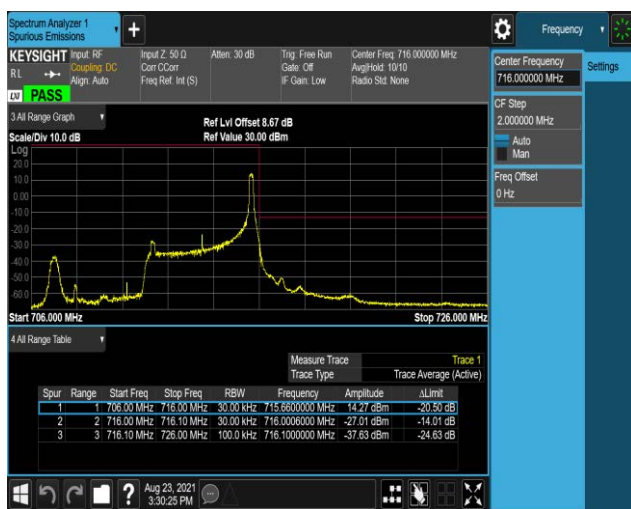 Spectrum Analyzer 1
Spurious Emissions
Frequency
KEYSIGHT Input: RF Input Z: 50 Ω Atten: 30 dB Trig: Free Run Center Freq: 716.000000 MHz
RL Coupling: DC Corr CCorr Gate: Off Avg|Hold: 10/10
Align: Auto Freq Ref: Int (S) IF Gain: Low Radio Std: None
LXI PASS
Center Frequency
716.000000 MHz
Settings
CF Step
2.000000 MHz
Auto
Man
Freq Offset
0 Hz
3 All Range Graph
Ref Lvl Offset 8.67 dB
Scale/Div 10.0 dB Ref Value 30.00 dBm
Log
20.0
10.0
0.00
-10.0
-20.0
-30.0
-40.0
-50.0
-60.0
Start 706.000 MHz Stop 726.000 MHz
4 All Range Table
Measure Trace Trace 1
Trace Type Trace Average (Active)
Spur Range Start Freq Stop Freq RBW Frequency Amplitude ΔLimit
1 1 706.00 MHz 716.00 MHz 30.00 kHz 715.6600000 MHz 14.27 dBm -20.50 dB
2 2 716.00 MHz 716.10 MHz 30.00 kHz 716.0006000 MHz -27.01 dBm -14.01 dB
3 3 716.10 MHz 726.00 MHz 100.0 kHz 716.1000000 MHz -37.63 dBm -24.63 dB
? Aug 23, 2021
3:30:25 PM